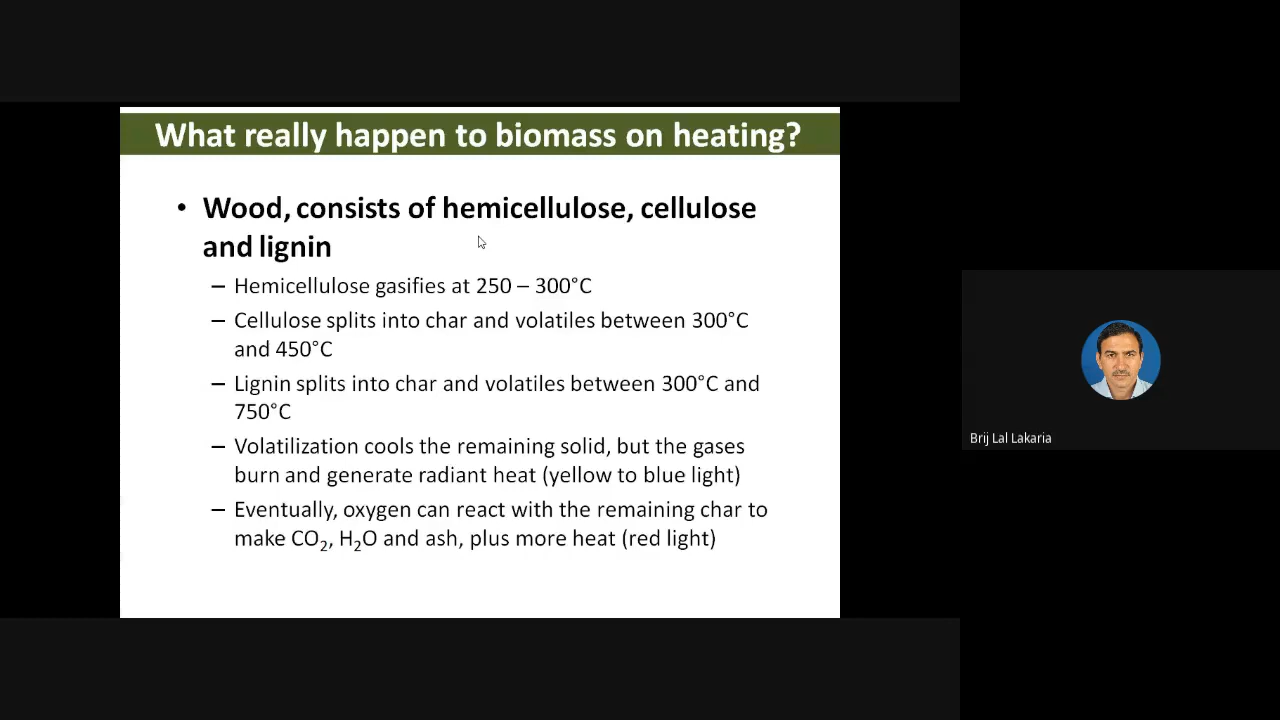 What really happen to biomass on heating?
• Wood, consists of hemicellulose, cellulose
and lignin
– Hemicellulose gasifies at 250 – 300°C
– Cellulose splits into char and volatiles between 300°C
and 450°C
– Lignin splits into char and volatiles between 300°C and
750°C
– Volatilization cools the remaining solid, but the gases
burn and generate radiant heat (yellow to blue light)
– Eventually, oxygen can react with the remaining char to
make CO₂, H₂O and ash, plus more heat (red light)
Brij Lal Lakaria